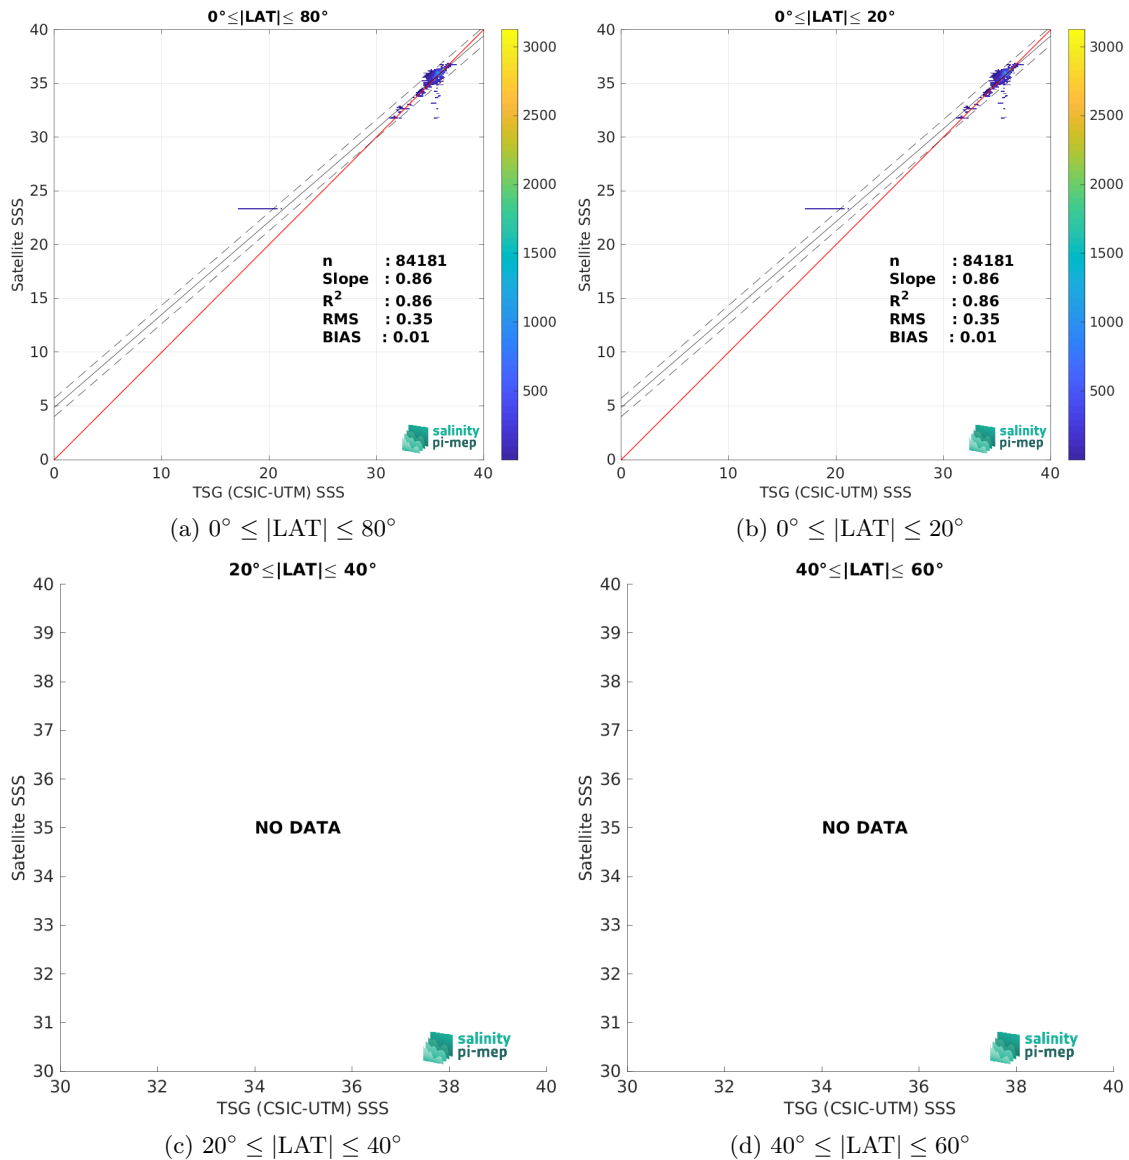 0°≤|LAT|≤ 80°
40
35
30
25
20
15
10
5
0
0
10
20
30
40
Satellite SSS
TSG (CSIC-UTM) SSS
n : 84181
Slope : 0.86
R² : 0.86
RMS : 0.35
BIAS : 0.01
salinity
pi-mep
3000
2500
2000
1500
1000
500
(a) 0° ≤ |LAT| ≤ 80°
0°≤|LAT|≤ 20°
40
35
30
25
20
15
10
5
0
0
10
20
30
40
Satellite SSS
TSG (CSIC-UTM) SSS
n : 84181
Slope : 0.86
R² : 0.86
RMS : 0.35
BIAS : 0.01
salinity
pi-mep
3000
2500
2000
1500
1000
500
(b) 0° ≤ |LAT| ≤ 20°
20°≤|LAT|≤ 40°
40
39
38
37
36
35
34
33
32
31
30
30
32
34
36
38
40
Satellite SSS
NO DATA
salinity
pi-mep
TSG (CSIC-UTM) SSS
(c) 20° ≤ |LAT| ≤ 40°
40°≤|LAT|≤ 60°
40
39
38
37
36
35
34
33
32
31
30
30
32
34
36
38
40
Satellite SSS
NO DATA
salinity
pi-mep
TSG (CSIC-UTM) SSS
(d) 40° ≤ |LAT| ≤ 60°